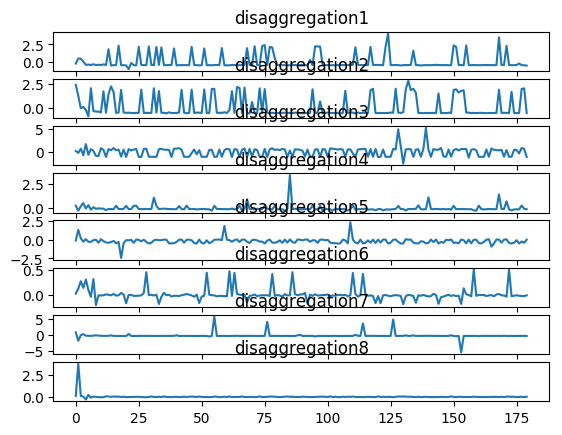 disaggregation1
2.5
0.0
disaggregation2
2.5
0.0
disaggregation3
5
0
disaggregation4
2.5
0.0
disaggregation5
2.5
0.0
−2.5
disaggregation6
0.5
0.0
disaggregation7
5
0
−5
disaggregation8
2.5
0.0
0 25 50 75 100 125 150 175